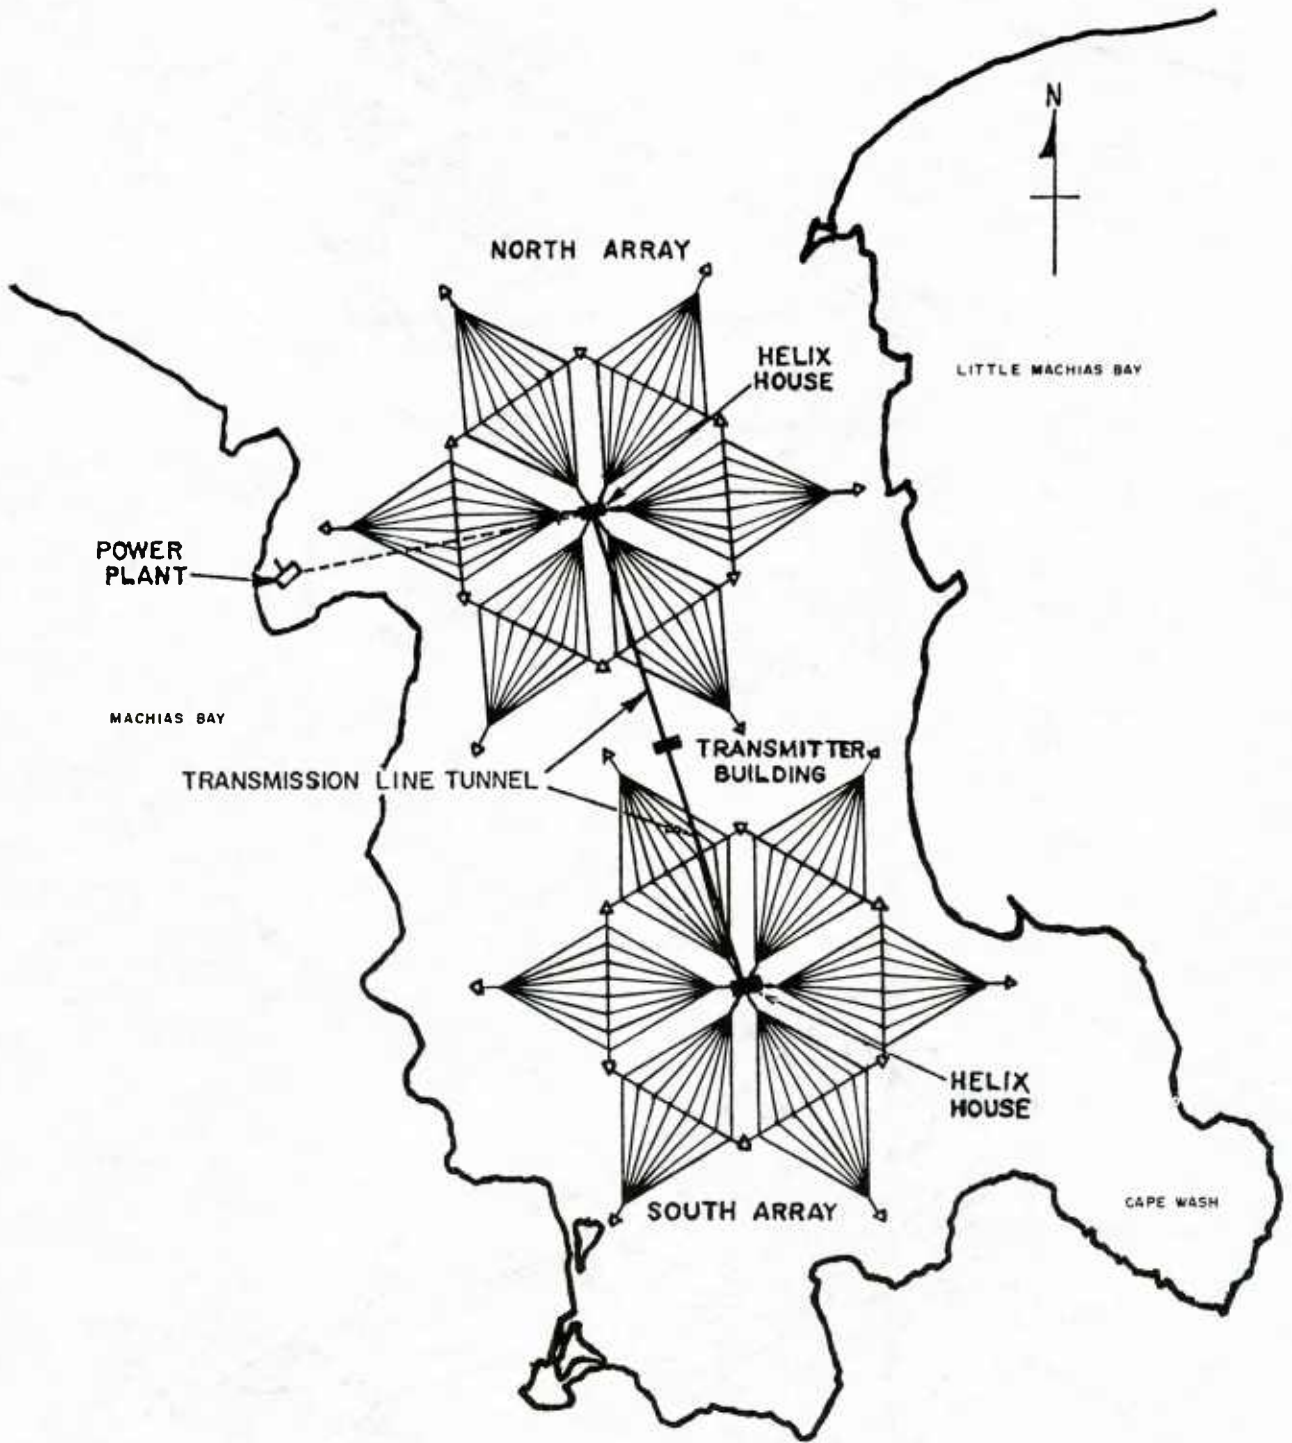 N
NORTH ARRAY
HELIX
HOUSE
LITTLE MACHIAS BAY
POWER
PLANT
MACHIAS BAY
TRANSMITTER
BUILDING
TRANSMISSION LINE TUNNEL
HELIX
HOUSE
CAPE WASH
SOUTH ARRAY